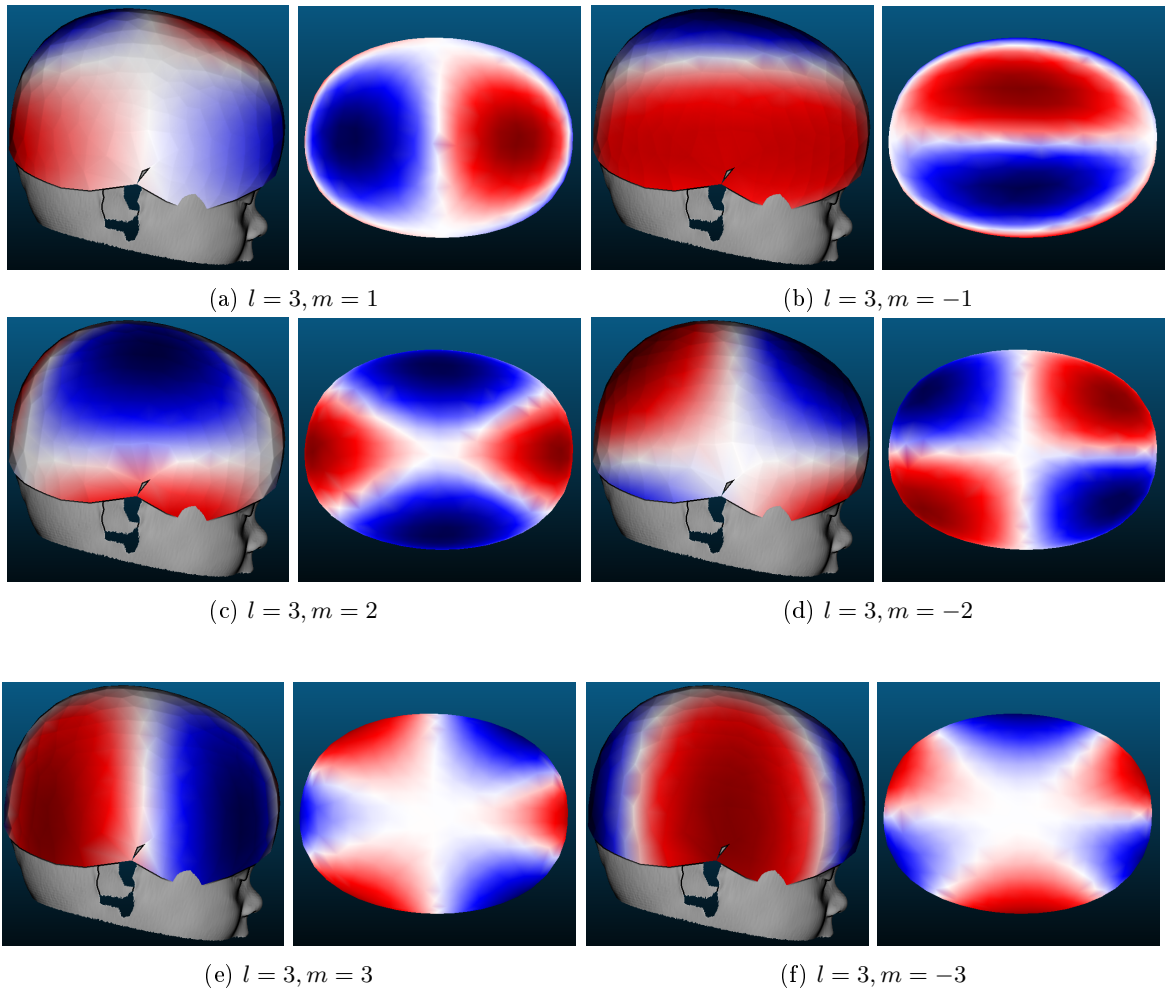 (a) l = 3, m = 1
(b) l = 3, m = −1
(c) l = 3, m = 2
(d) l = 3, m = −2
(e) l = 3, m = 3
(f) l = 3, m = −3